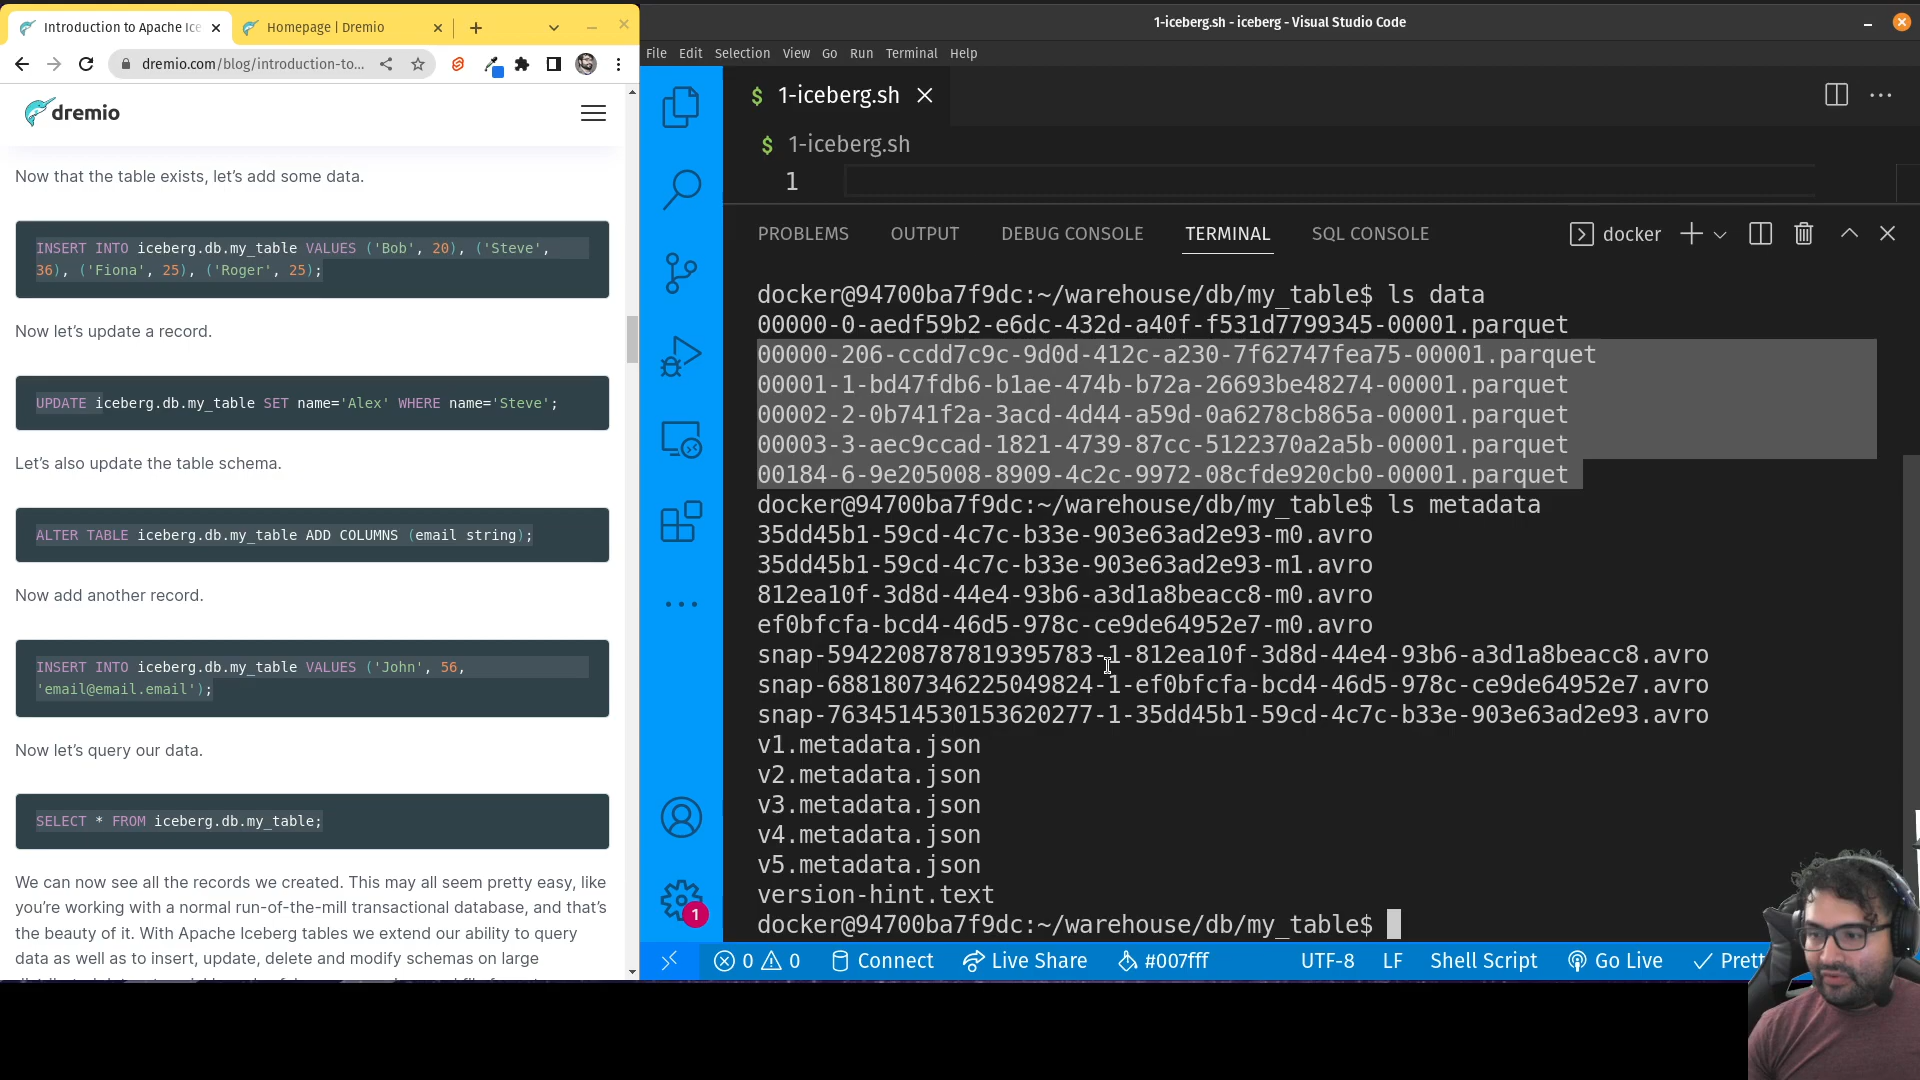 Introduction to Apache Ice
Homepage | Dremio
dremio.com/blog/introduction-to...
dremio
Now that the table exists, let’s add some data.
INSERT INTO iceberg.db.my_table VALUES ('Bob', 20), ('Steve',
36), ('Fiona', 25), ('Roger', 25);
Now let’s update a record.
UPDATE iceberg.db.my_table SET name='Alex' WHERE name='Steve';
Let’s also update the table schema.
ALTER TABLE iceberg.db.my_table ADD COLUMNS (email string);
Now add another record.
INSERT INTO iceberg.db.my_table VALUES ('John', 56,
'email@email.email');
Now let’s query our data.
SELECT * FROM iceberg.db.my_table;
We can now see all the records we created. This may all seem pretty easy, like
you’re working with a normal run-of-the-mill transactional database, and that’s
the beauty of it. With Apache Iceberg tables we extend our ability to query
data as well as to insert, update, delete and modify schemas on large
1-iceberg.sh - iceberg - Visual Studio Code
File Edit Selection View Go Run Terminal Help
$ 1-iceberg.sh
$ 1-iceberg.sh
1
PROBLEMS OUTPUT DEBUG CONSOLE TERMINAL SQL CONSOLE docker
docker@94700ba7f9dc:~/warehouse/db/my_table$ ls data
00000-0-aedf59b2-e6dc-432d-a40f-f531d7799345-00001.parquet
00000-206-ccdd7c9c-9d0d-412c-a230-7f62747fea75-00001.parquet
00001-1-bd47fdb6-b1ae-474b-b72a-26693be48274-00001.parquet
00002-2-0b741f2a-3acd-4d44-a59d-0a6278cb865a-00001.parquet
00003-3-aec9ccad-1821-4739-87cc-5122370a2a5b-00001.parquet
00184-6-9e205008-8909-4c2c-9972-08cfde920cb0-00001.parquet
docker@94700ba7f9dc:~/warehouse/db/my_table$ ls metadata
35dd45b1-59cd-4c7c-b33e-903e63ad2e93-m0.avro
35dd45b1-59cd-4c7c-b33e-903e63ad2e93-m1.avro
812ea10f-3d8d-44e4-93b6-a3d1a8beacc8-m0.avro
ef0bfcfa-bcd4-46d5-978c-ce9de64952e7-m0.avro
snap-5942208787819395783-1-812ea10f-3d8d-44e4-93b6-a3d1a8beacc8.avro
snap-6881807346225049824-1-ef0bfcfa-bcd4-46d5-978c-ce9de64952e7.avro
snap-7634514530153620277-1-35dd45b1-59cd-4c7c-b33e-903e63ad2e93.avro
v1.metadata.json
v2.metadata.json
v3.metadata.json
v4.metadata.json
v5.metadata.json
version-hint.text
docker@94700ba7f9dc:~/warehouse/db/my_table$
1
0 0 Connect Live Share #007fff UTF-8 LF Shell Script Go Live Prett